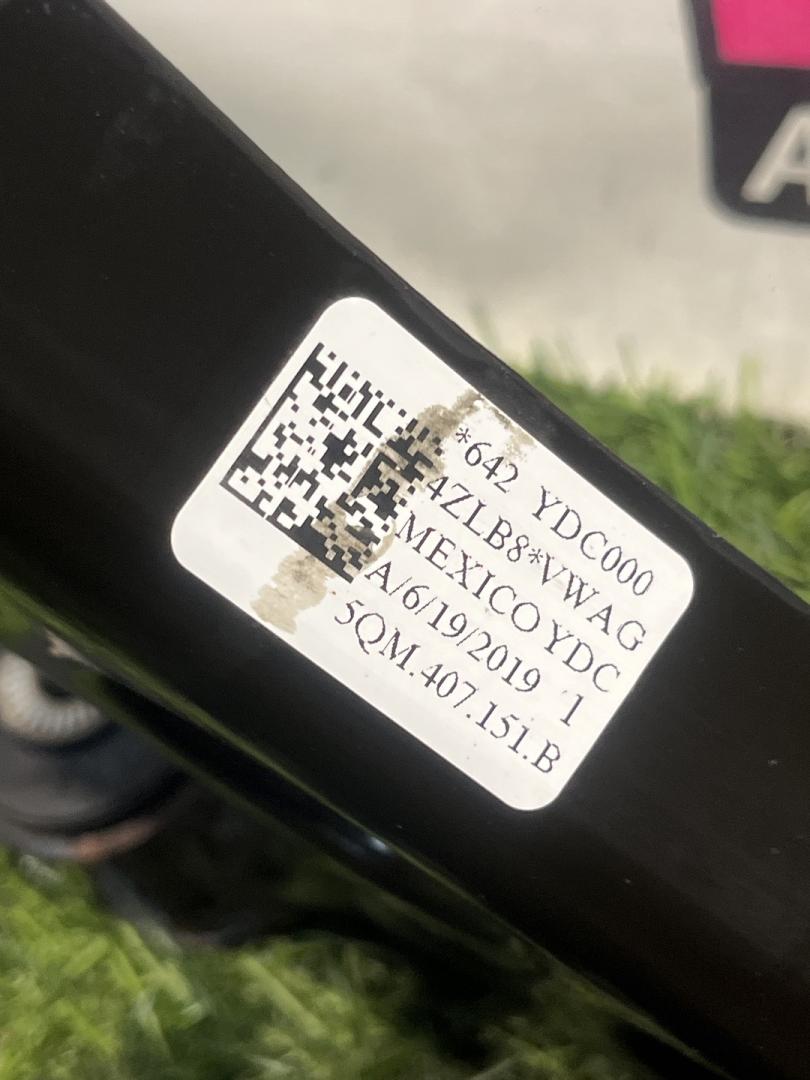 *642 YDC000
4ZLB8*VWAG
MEXICO YDC
A/6/19/2019 1
5QM.407.151.B
A